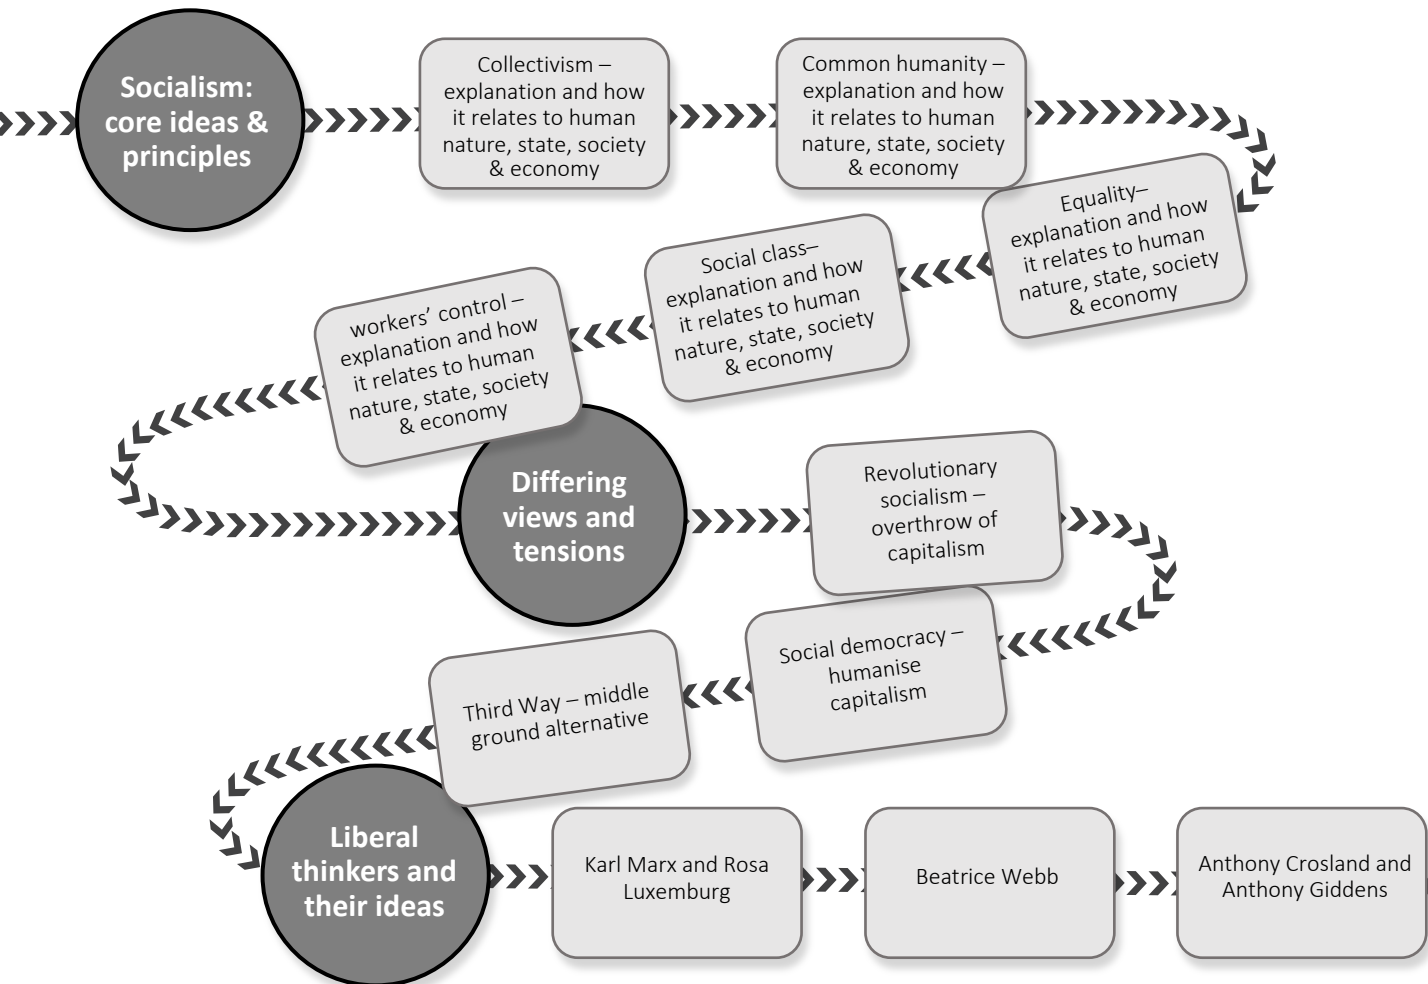 Socialism:
core ideas &
principles
Collectivism –
explanation and how
it relates to human
nature, state, society
& economy
Common humanity –
explanation and how
it relates to human
nature, state, society
& economy
Equality–
explanation and how
it relates to human
nature, state, society
& economy
Social class–
explanation and how
it relates to human
nature, state, society
& economy
workers’ control –
explanation and how
it relates to human
nature, state, society
& economy
Differing
views and
tensions
Revolutionary
socialism –
overthrow of
capitalism
Social democracy –
humanise
capitalism
Third Way – middle
ground alternative
Liberal
thinkers and
their ideas
Karl Marx and Rosa
Luxemburg
Beatrice Webb
Anthony Crosland and
Anthony Giddens